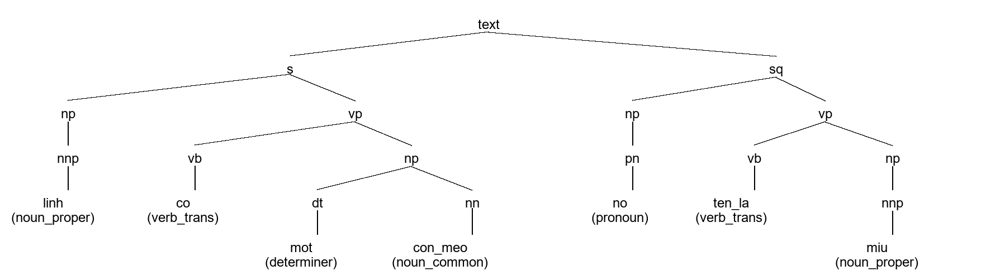 text
s sq
np vp np vp
nnp vb np pn vb np
linh co dt nn no ten_la nnp
(noun_proper) (verb_trans) (pronoun) (verb_trans)
mot con_meo miu
(determiner) (noun_common) (noun_proper)